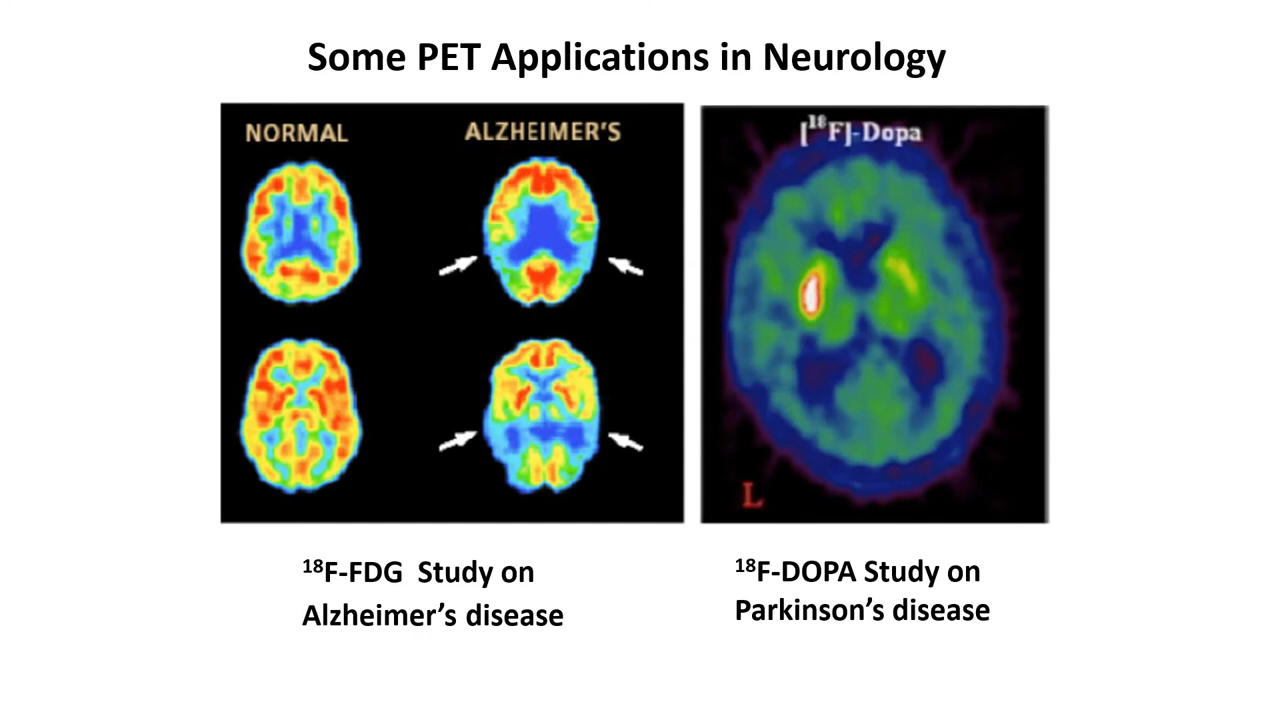 Some PET Applications in Neurology
NORMAL
ALZHEIMER'S
[¹⁸F]-Dopa
L
¹⁸F-FDG Study on
Alzheimer’s disease
¹⁸F-DOPA Study on
Parkinson’s disease